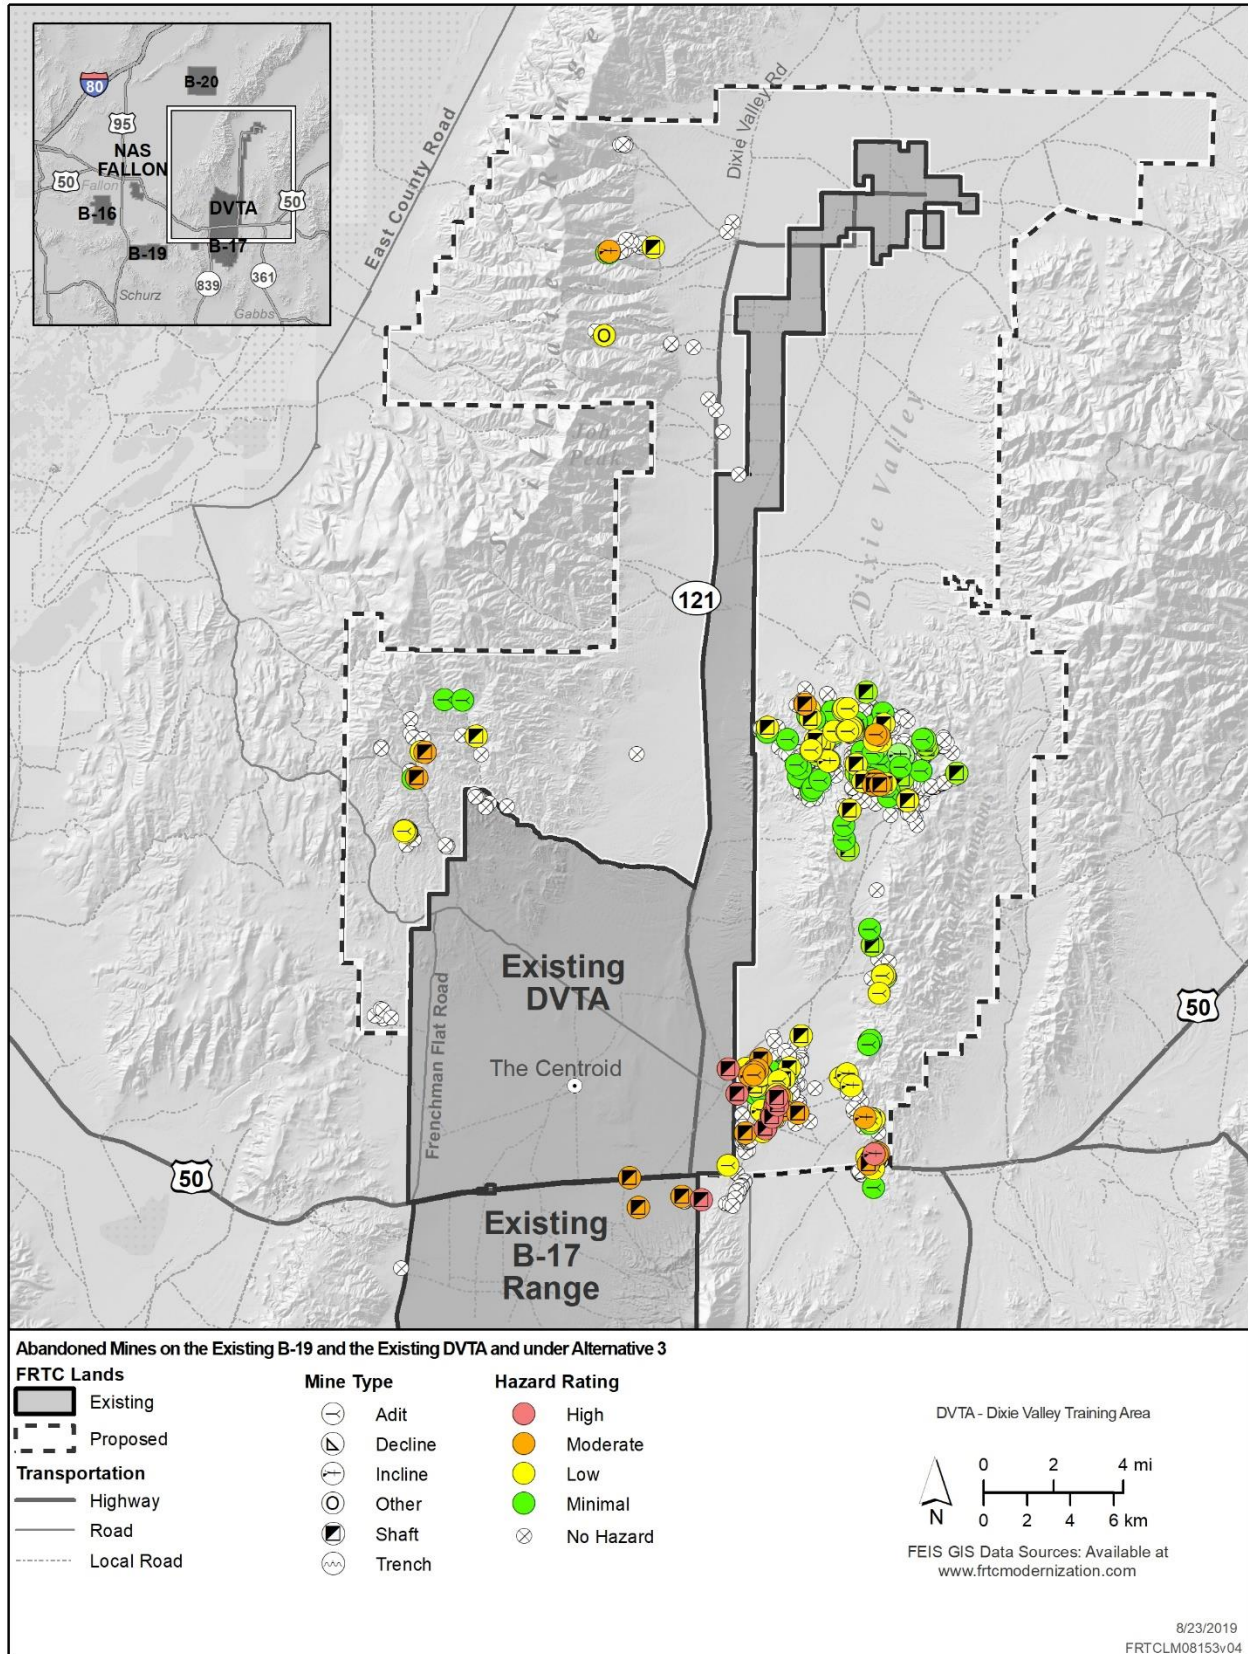 B-20
80
95
NAS
FALLON
50
Fallon
B-16
DVTA
50
B-19
B-17
Schurz
839
361
Gabbs
East County Road
Dixie Valley Rd
Stillwater Range
Job
Peak
Dixie Valley
O
121
Existing
DVTA
50
Frenchman Flat Road
The Centroid
50
Existing
B-17
Range
Abandoned Mines on the Existing B-19 and the Existing DVTA and under Alternative 3
FRTC Lands
Existing
Proposed
Transportation
Highway
Road
Local Road
Mine Type
Adit
Decline
Incline
O Other
Shaft
Trench
Hazard Rating
High
Moderate
Low
Minimal
No Hazard
DVTA - Dixie Valley Training Area
N
0 2 4 mi
0 2 4 6 km
FEIS GIS Data Sources: Available at
www.frtcmodernization.com
8/23/2019
FRTCLM08153v04